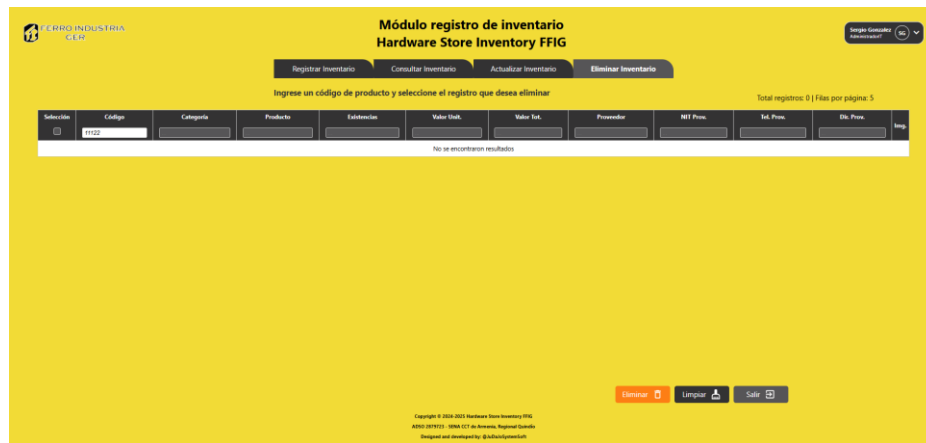 FERRO INDUSTRIA
GER
Módulo registro de inventario
Hardware Store Inventory FFIG
Sergio González
SG
Registrar Inventario Consultar Inventario Actualizar Inventario Eliminar Inventario
Ingrese un código de producto y seleccione el registro que desea eliminar
Total registros: 0 | Filas por página: 5
Selección Código Categoría Producto Existencias Valor Unit. Valor Tot. Proveedor NIT Prov. Tel. Prov. Dir. Prov. Img.
No se encontraron resultados
Eliminar Limpiar Salir
Copyright © 2024-2025 Hardware Store Inventory FFIG
ADSO 2879723 - SENA CCT de Armenia, Regional Quindío
Designed and developed by: @JuDaSoSystemSoft